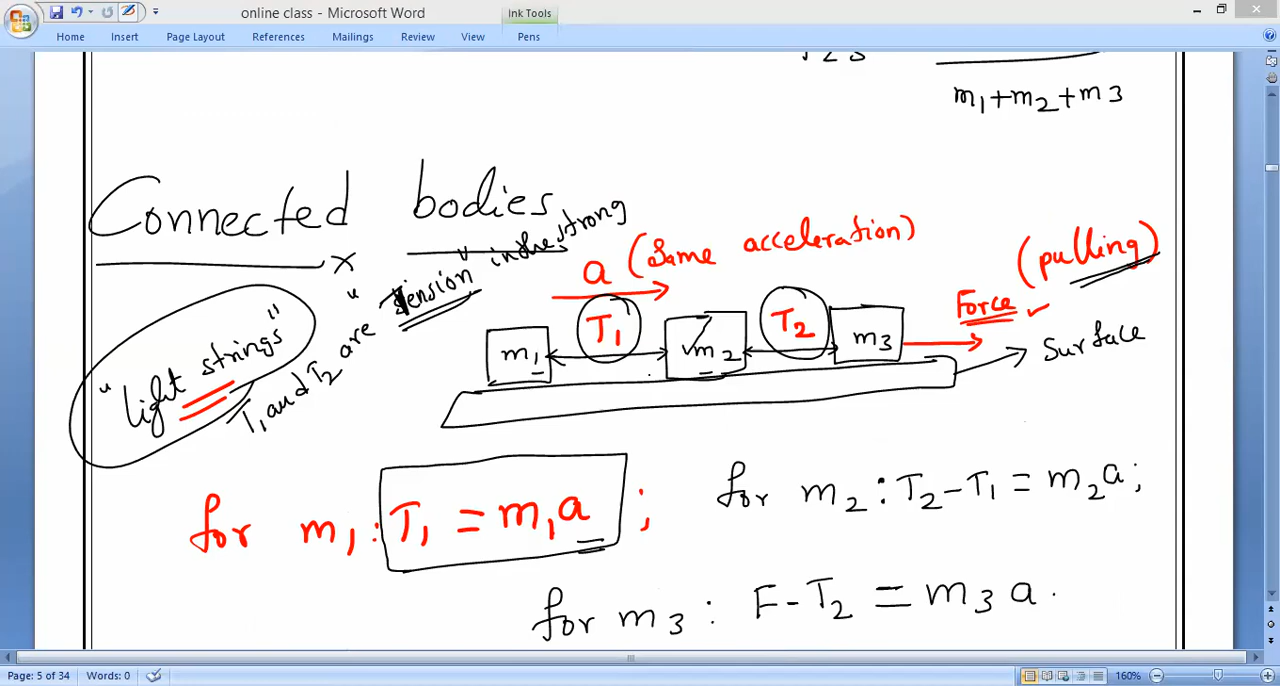 online class - Microsoft Word
Ink Tools
Home Insert Page Layout References Mailings Review View Pens
m1+m2+m3
Connected bodies
"Light strings"
T1 and T2 are "Tension in the strong
a (Same acceleration)
(pulling)
Force
m1 T1 m2 T2 m3
Surface
for m1 : T1 = m1a ;
for m2 : T2-T1 = m2a ;
for m3 : F-T2 = m3 a .
Page: 5 of 34 Words: 0 160%